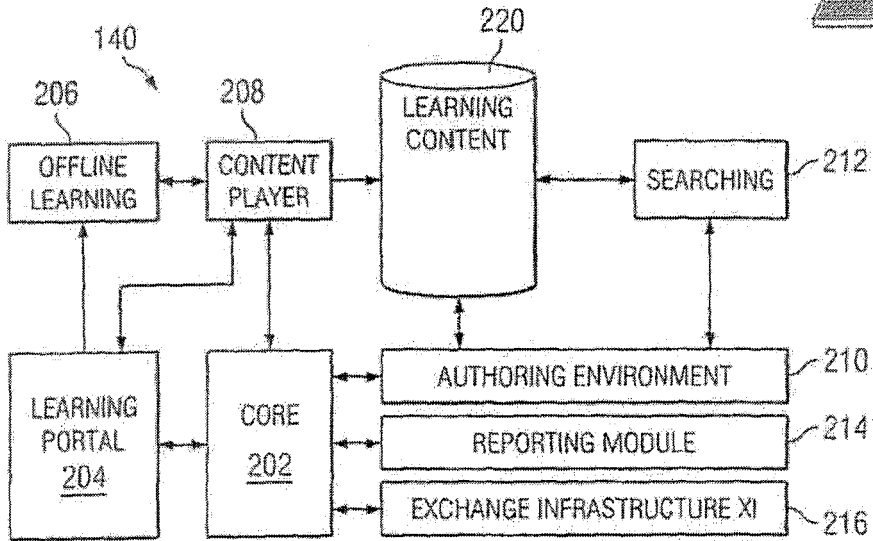 140
220
206
208
LEARNING
CONTENT
OFFLINE
LEARNING
CONTENT
PLAYER
SEARCHING
212
LEARNING
PORTAL
204
CORE
202
AUTHORING ENVIRONMENT
210
REPORTING MODULE
214
EXCHANGE INFRASTRUCTURE XI
216